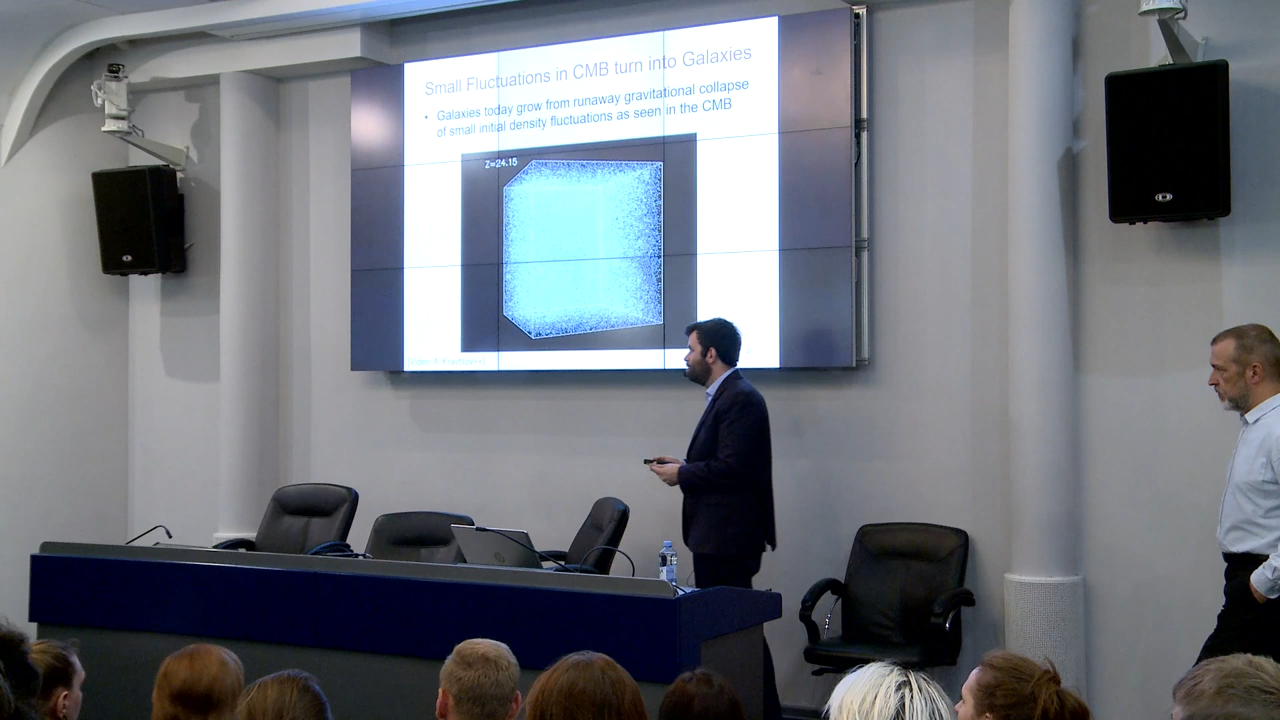 Small Fluctuations in CMB turn into Galaxies
• Galaxies today grow from runaway gravitational collapse
of small initial density fluctuations as seen in the CMB
Z=24.15